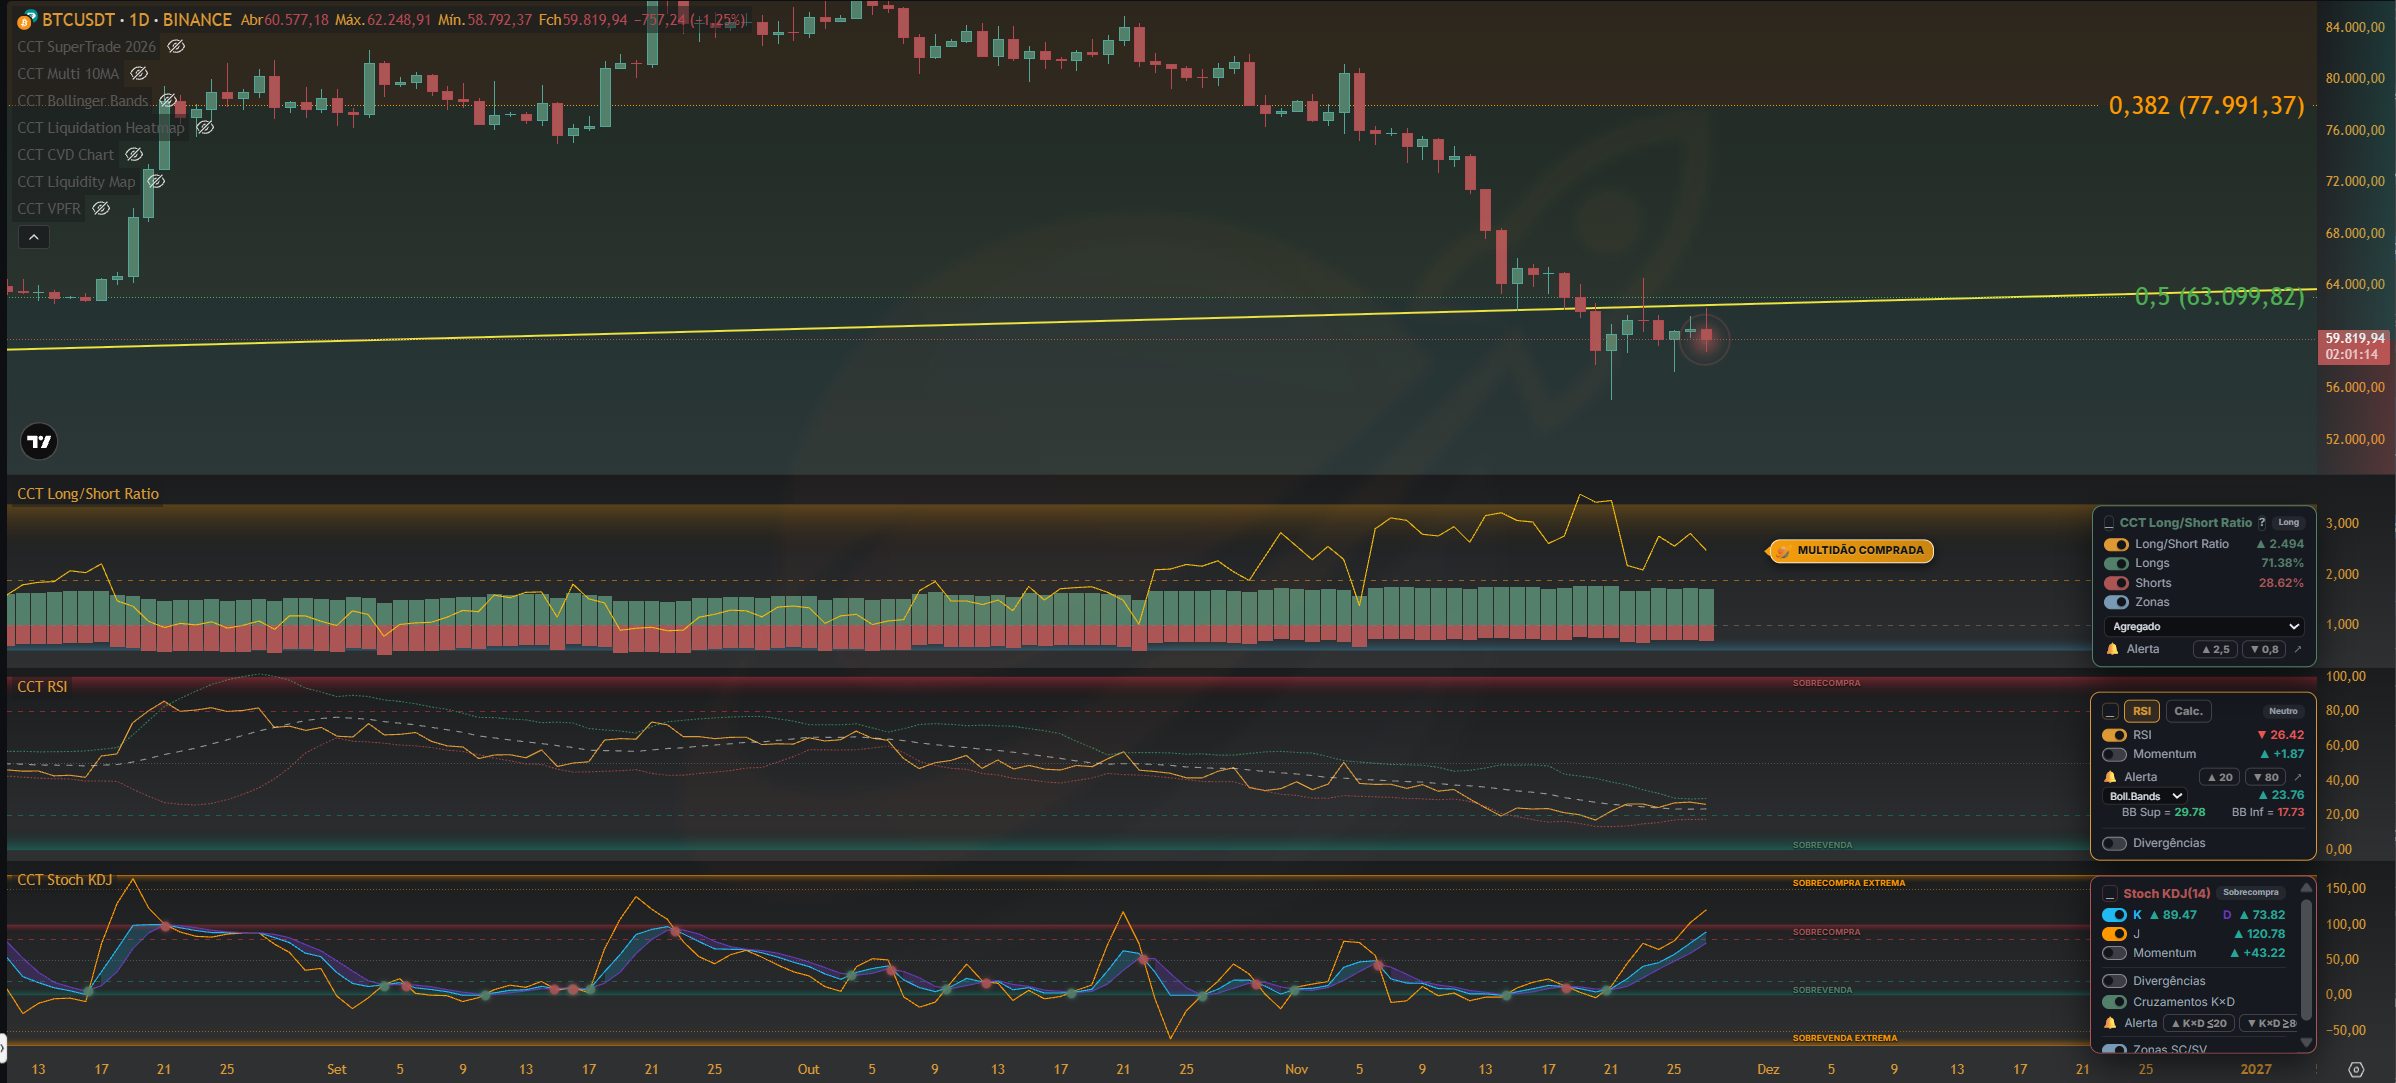 BTCUSDT · 1D · BINANCE Abr60.577,18 Máx.62.248,91 Mín.58.792,37 Fch59.819,94 −757,24 (−1,25%)
CCT SuperTrade 2026
CCT Multi 10MA
CCT Bollinger Bands
CCT Liquidation Heatmap
CCT CVD Chart
CCT Liquidity Map
CCT VPFR
0,382 (77.991,37)
0,5 (63.099,82)
84.000,00
80.000,00
76.000,00
72.000,00
68.000,00
64.000,00
59.819,94
02:01:14
56.000,00
52.000,00
CCT Long/Short Ratio
MULTIDÃO COMPRADA
CCT Long/Short Ratio ? Long
Long/Short Ratio ▲ 2.494
Longs 71.38%
Shorts 28.62%
Zonas
Agregado
Alerta ▲ 2,5 ▼ 0,8
3,000
2,000
1,000
CCT RSI
SOBRECOMPRA
SOBREVENDA
RSI Calc. Neutro
RSI ▼ 26.42
Momentum ▲ +1.87
Alerta ▲ 20 ▼ 80
Boll.Bands ▲ 23.76
BB Sup = 29.78 BB Inf = 17.73
Divergências
100,00
80,00
60,00
40,00
20,00
0,00
CCT Stoch KDJ
SOBRECOMPRA EXTREMA
SOBRECOMPRA
SOBREVENDA
SOBREVENDA EXTREMA
Stoch KDJ(14) Sobrecompra
K ▲ 89.47 D ▲ 73.82
J ▲ 120.78
Momentum ▲ +43.22
Divergências
Cruzamentos K×D
Alerta ▲ K×D ≤20 ▼ K×D ≥8
Zonas SC/SV
150,00
100,00
50,00
0,00
−50,00
13 17 21 25 Set 5 9 13 17 21 25 Out 5 9 13 17 21 25 Nov 5 9 13 17 21 25 Dez 5 9 13 17 21 25 2027